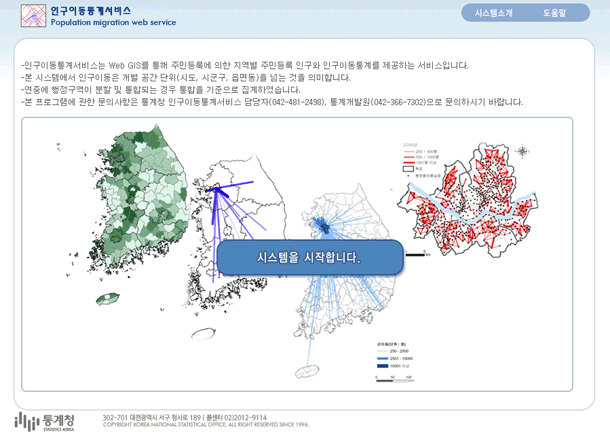 인구이동통계서비스
Population migration web service
시스템소개 도움말
-인구이동통계서비스는 Web GIS를 통해 주민등록에 의한 지역별 주민등록 인구와 인구이동통계를 제공하는 서비스입니다.
-본 시스템에서 인구이동은 개별 공간 단위(시도, 시군구, 읍면동)을 넘는 것을 의미합니다.
-연중에 행정구역이 분할 및 통합되는 경우 통합을 기준으로 집계하였습니다.
-본 프로그램에 관한 문의사항은 통계청 인구이동통계서비스 담당자(042-481-2498), 통계개발원(042-366-7302)으로 문의하시기 바랍니다.
시스템을 시작합니다.
250 - 2500
2501 - 10000
10001 이상
통계청
STATISTICS KOREA
302-701 대전광역시 서구 청사로 189 | 콜센터 02)2012-9114
COPYRIGHT KOREA NATIONAL STATISTICAL OFFICE. ALL RIGHT RESERVED SINCE 1996.